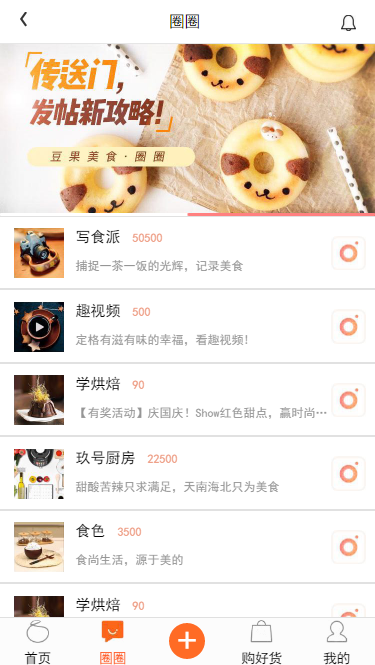 圈圈
传送门,
发帖新攻略!
豆果美食·圈圈
写食派 50500
捕捉一茶一饭的光辉，记录美食
趣视频 500
定格有滋有味的幸福，看趣视频!
学烘焙 90
【有奖活动】庆国庆! Show红色甜点，赢时尚…
玖号厨房 22500
甜酸苦辣只求满足，天南海北只为美食
食色 3500
食尚生活，源于美的
学烘焙 90
首页 圈圈 购好货 我的